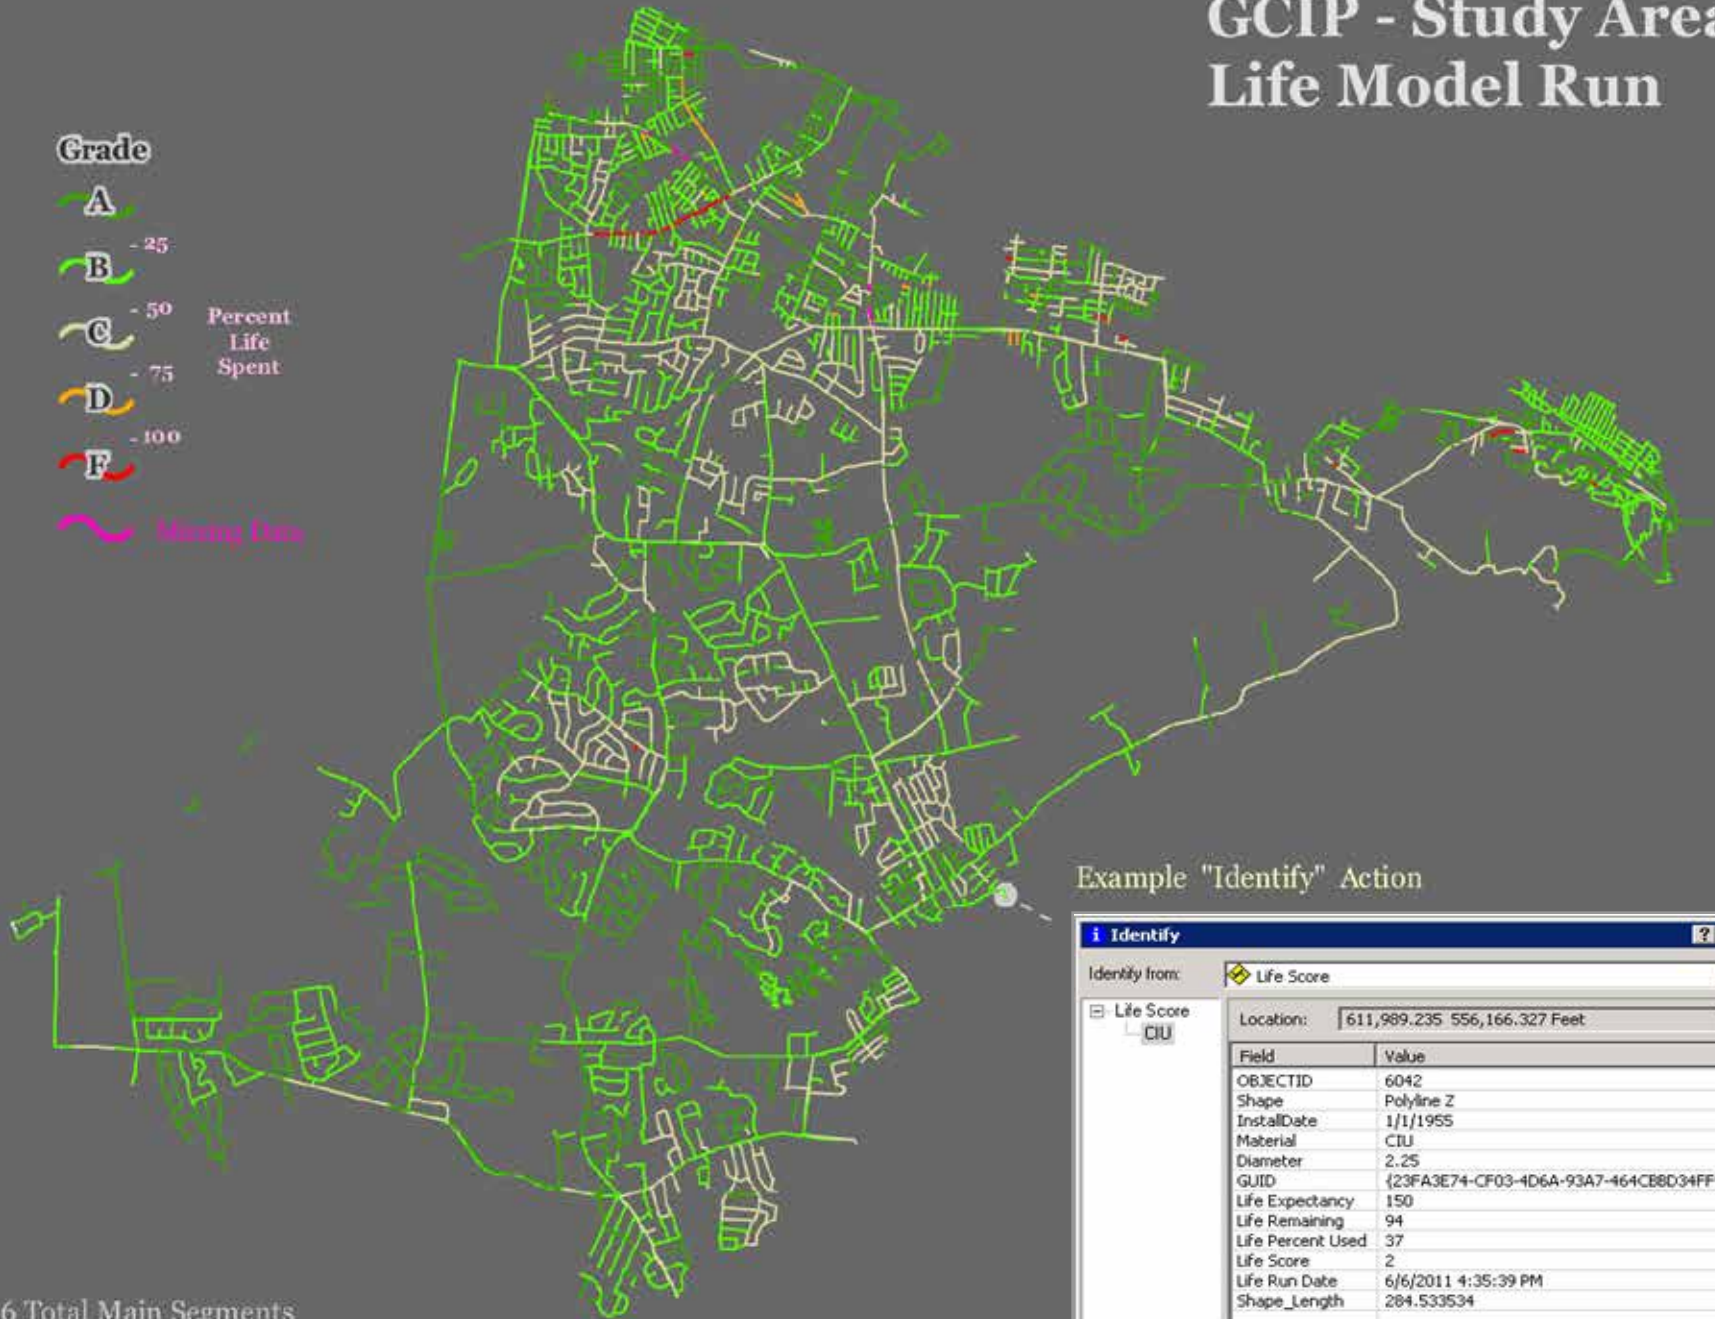 GCIP - Study Area
Life Model Run
Grade
A
- 25
B
- 50
C
- 75
D
- 100
F
Percent
Life
Spent
Missing Data
Example "Identify" Action
Identify
?
Identify from:
Life Score
Life Score
CIU
Location:
611,989.235 556,166.327 Feet
Field Value
OBJECTID 6042
Shape Polyline Z
InstallDate 1/1/1955
Material CIU
Diameter 2.25
GUID {23FA3E74-CF03-4D6A-93A7-464CBBD34FF
Life Expectancy 150
Life Remaining 94
Life Percent Used 37
Life Score 2
Life Run Date 6/6/2011 4:35:39 PM
Shape_Length 284.533534
6 Total Main Segments